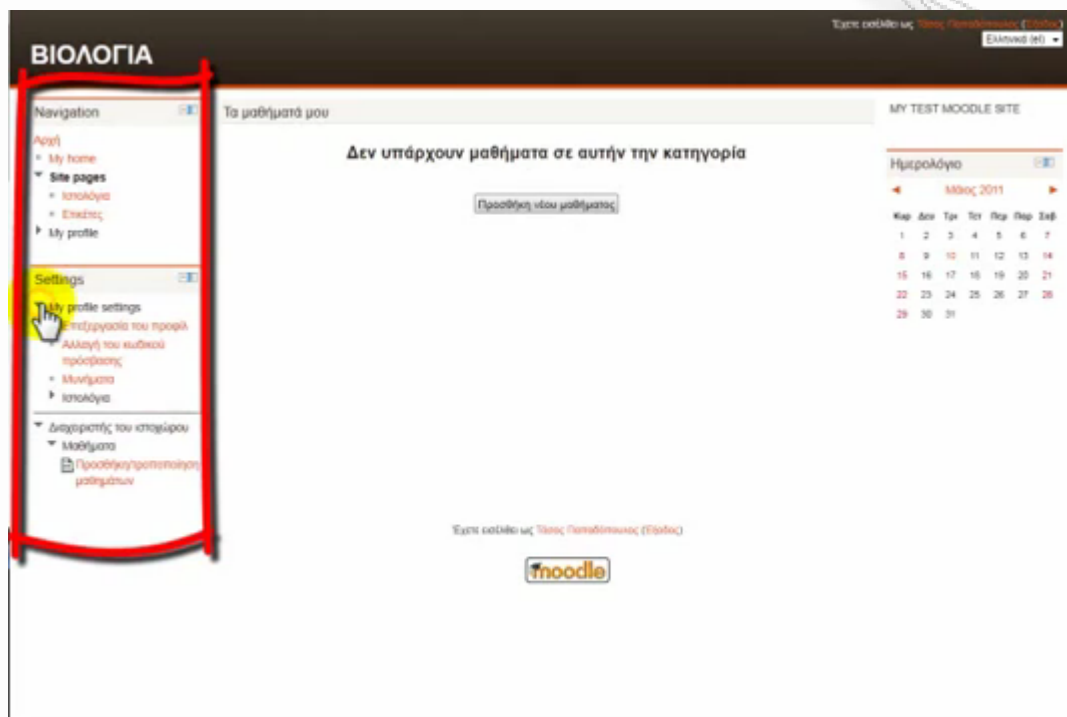 Έχετε εισέλθει ως Τάσος Παπαδόπουλος (Έξοδος)
Ελληνικά (el)
ΒΙΟΛΟΓΙΑ
Navigation
Αρχή
My home
Site pages
Ιστολόγια
Ετικέτες
My profile
Settings
My profile settings
Επεξεργασία του προφίλ
Αλλαγή του κωδικού
πρόσβασης
Μυνήματα
Ιστολόγια
Διαχειριστής του ιστοχώρου
Μαθήματα
Προσθήκη/τροποποίηση
μαθημάτων
Τα μαθήματά μου
Δεν υπάρχουν μαθήματα σε αυτήν την κατηγορία
Προσθήκη νέου μαθήματος
Έχετε εισέλθει ως Τάσος Παπαδόπουλος (Έξοδος)
moodle
MY TEST MOODLE SITE
Ημερολόγιο
Μάιος 2011
Κυρ Δευ Τρι Τετ Πεμ Παρ Σαβ
1 2 3 4 5 6 7
8 9 10 11 12 13 14
15 16 17 18 19 20 21
22 23 24 25 26 27 28
29 30 31